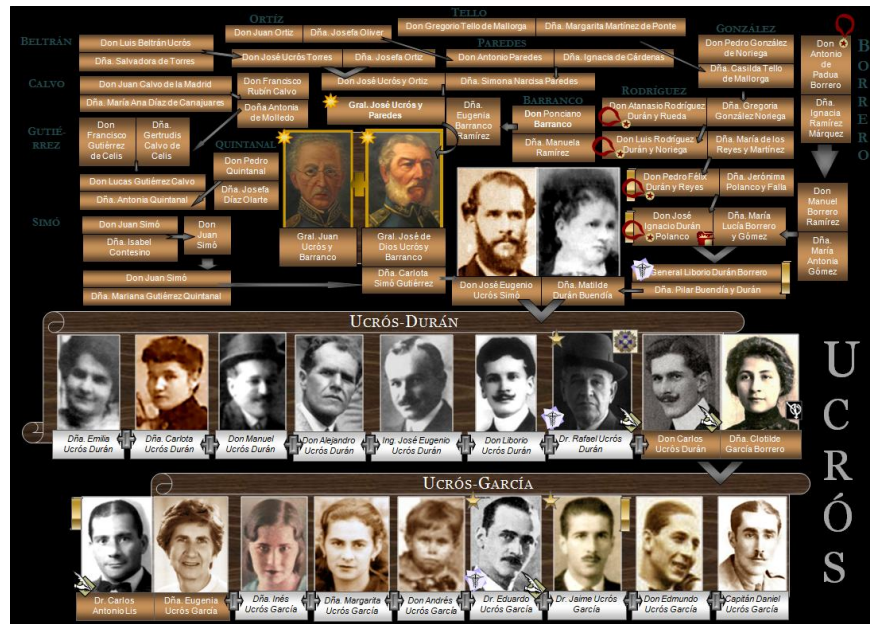 ORTÍZ
TELLO
Don Juan Ortiz
Dña. Josefa Oliver
Don Gregorio Tello de Mallorga
Dña. Margarita Martínez de Ponte
GONZÁLEZ
BELTRÁN
Don Luis Beltrán Ucrós
Dña. Salvadora de Torres
Don José Ucrós Torres
Dña. Josefa Ortiz
PAREDES
Don Antonio Paredes
Dña. Ignacia de Cárdenas
Don Pedro González
de Noriega
Dña. Casilda Tello
de Mallorga
Don
Antonio
de Padua
Borrero
Dña.
Ignacia
Ramírez
Márquez
BORRERO
CALVO
Don Juan Calvo de la Madrid
Dña. María Ana Díaz de Canajuares
Don Francisco
Rubín Calvo
Doña Antonia
de Molledo
Don José Ucrós y Ortiz
Dña. Simona Narcisa Paredes
Gral. José Ucrós y
Paredes
Dña.
Eugenia
Barranco
Ramírez
BARRANCO
Don Ponciano
Barranco
Dña. Manuela
Ramírez
RODRÍGUEZ
Don Atanasio Rodríguez
Durán y Rueda
Dña. Gregoria
González Noriega
Don Luis Rodríguez
Durán y Noriega
Dña. María de los
Reyes y Martínez
GUTIÉ-
RREZ
Don
Francisco
Gutiérrez
de Celis
Dña.
Gertrudis
Calvo de
Celis
QUINTANAL
Don Pedro
Quintanal
Dña. Josefa
Díaz Olarte
Don Lucas Gutiérrez Calvo
Dña. Antonia Quintanal
Don Pedro Félix
Durán y Reyes
Dña. Jerónima
Polanco y Falla
Don José
Ignacio Durán
Polanco
Dña. María
Lucía Borrero
y Gómez
Don
Manuel
Borrero
Ramírez
Dña.
María
Antonia
Gómez
SIMÓ
Don Juan Simó
Dña. Isabel
Contesino
Don
Juan
Simó
Gral. Juan
Ucrós y
Barranco
Gral. José de
Dios Ucrós y
Barranco
Don Juan Simó
Dña. Mariana Gutiérrez Quintanal
Dña. Carlota
Simó Gutiérrez
Don José Eugenio
Ucrós Simó
Dña. Matilde
Durán Buendía
General Liborio Durán Borrero
Dña. Pilar Buendía y Durán
UCRÓS-DURÁN
Dña. Emilia
Ucrós Durán
Dña. Carlota
Ucrós Durán
Don Manuel
Ucrós Durán
Don Alejandro
Ucrós Durán
Ing. José Eugenio
Ucrós Durán
Don Liborio
Ucrós Durán
Dr. Rafael Ucrós
Durán
Don Carlos
Ucrós Durán
Dña. Clotilde
García Borrero
UCRÓS
UCRÓS-GARCÍA
Dr. Carlos
Antonio Lis
Dña. Eugenia
Ucrós García
Dña. Inés
Ucrós García
Dña. Margarita
Ucrós García
Don Andrés
Ucrós García
Dr. Eduardo
Ucrós García
Dr. Jaime Ucrós
García
Don Edmundo
Ucrós García
Capitán Daniel
Ucrós García